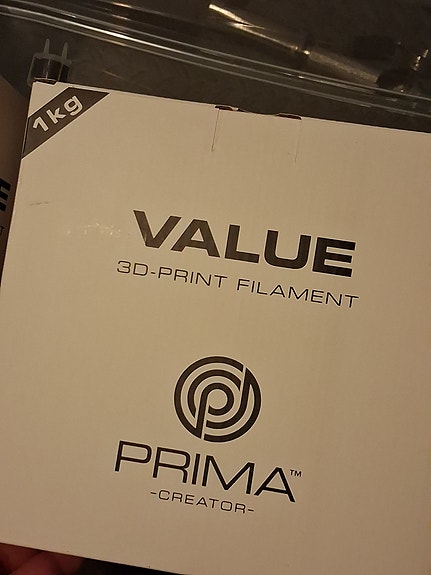 1kg
VALUE
3D-PRINT FILAMENT
PRIMA™
-CREATOR-